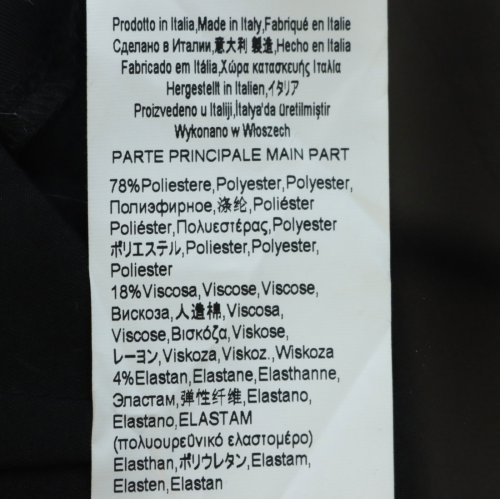 Prodotto in Italia,Made in Italy,Fabriqué en Italie
Сделано в Италии,意大利 製造,Hecho en Italia
Fabricado em Itália,Χώρα κατασκευής Ιταλία
Hergestellt in Italien,イタリア
Proizvedeno u Italiji,İtalya'da üretilmiştir
Wykonano w Włoszech
PARTE PRINCIPALE MAIN PART
78%Poliestere,Polyester,Polyester,
Полиэфирное,涤纶,Poliéster
Poliéster,Πολυεστέρας,Polyester
ポリエステル,Poliester,Polyester,
Poliester
18%Viscosa,Viscose,Viscose,
Вискоза,人造棉,Viscosa,
Viscose,Βισκόζα,Viskose,
レーヨン,Viskoza,Viskoz.,Wiskoza
4%Elastan,Elastane,Elasthanne,
Эластам,弹性纤维,Elastano,
Elastano,ELASTAM
(πολυουρεθνικό ελαστομέρο)
Elasthan,ポリウレタン,Elastam,
Elasten,Elastan